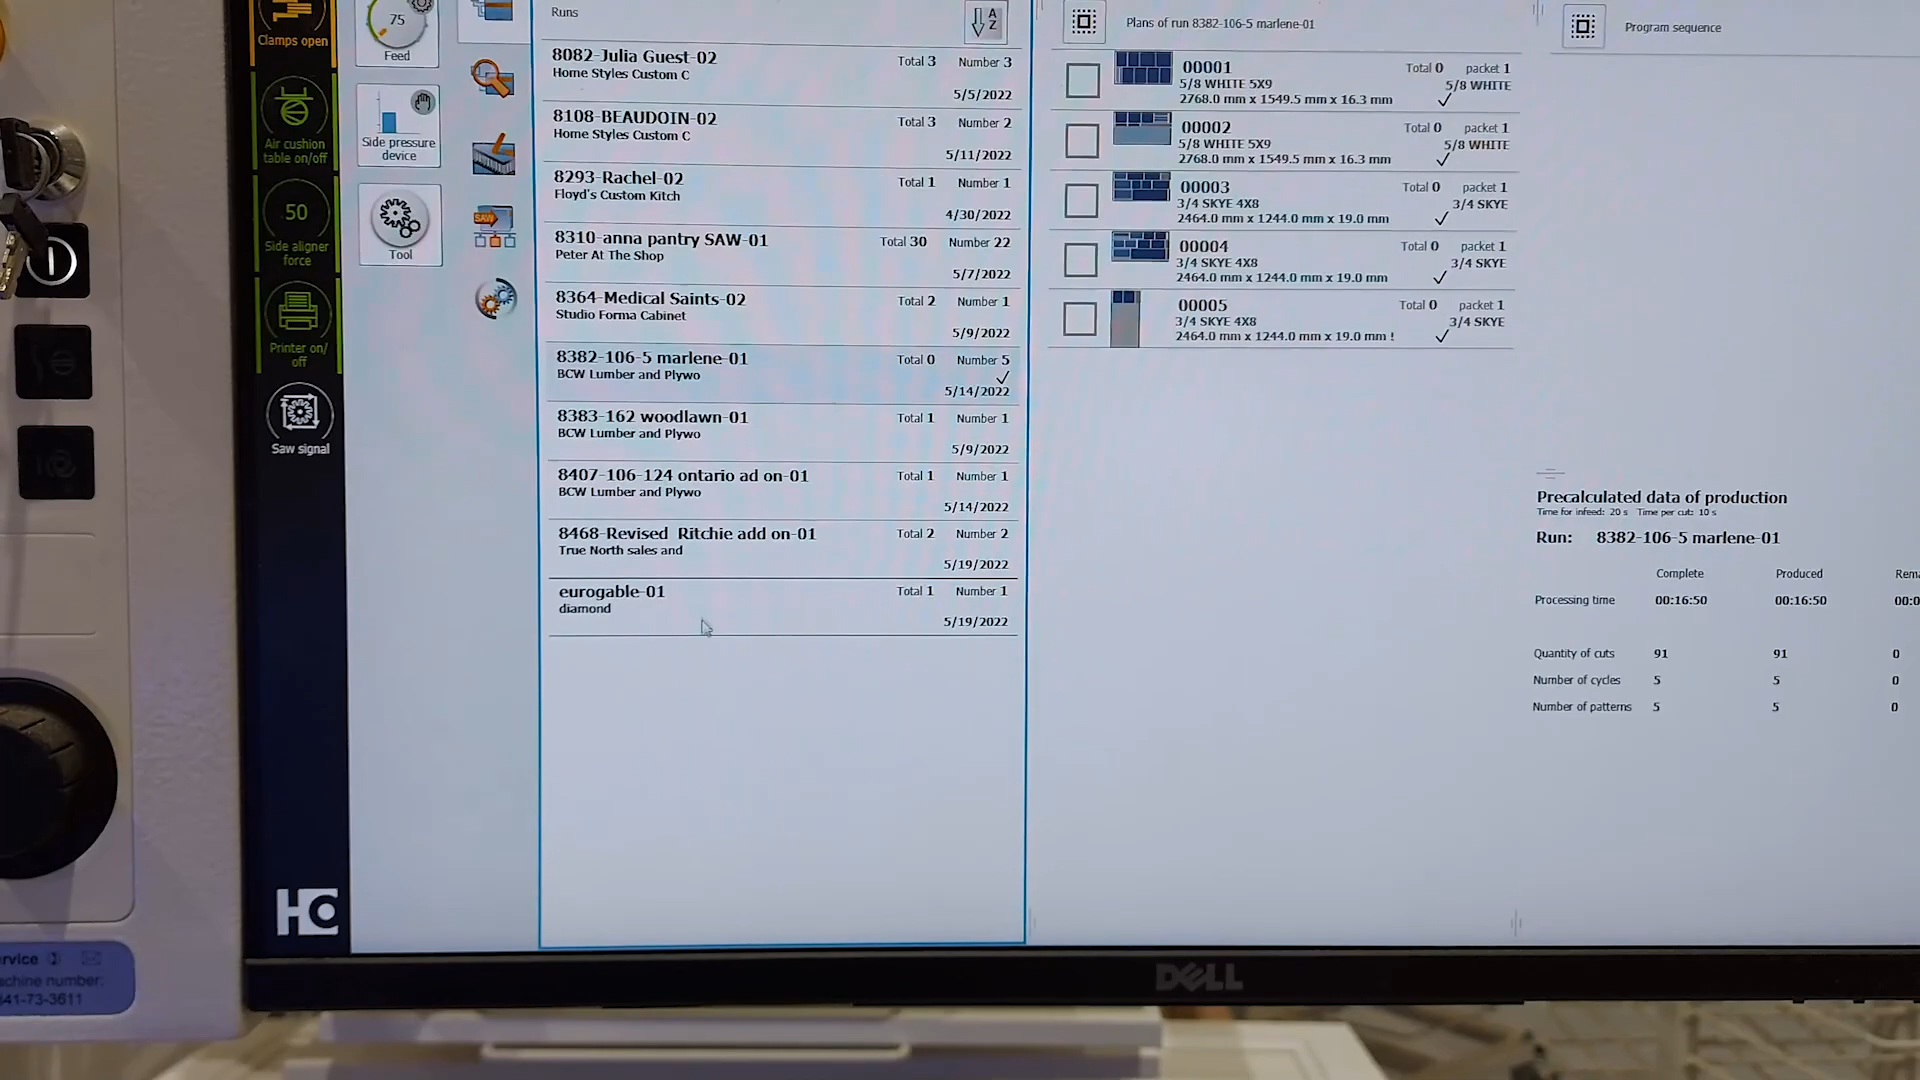 Clamps open
Air cushion
table on/off
50
Side aligner
force
Printer on/
off
Saw signal
75
Feed
Side pressure
device
Tool
SAW
Runs
A
Z
8082-Julia Guest-02
Total 3 Number 3
Home Styles Custom C
5/5/2022
8108-BEAUDOIN-02
Total 3 Number 2
Home Styles Custom C
5/11/2022
8293-Rachel-02
Total 1 Number 1
Floyd's Custom Kitch
4/30/2022
8310-anna pantry SAW-01
Total 30 Number 22
Peter At The Shop
5/7/2022
8364-Medical Saints-02
Total 2 Number 1
Studio Forma Cabinet
5/9/2022
8382-106-5 marlene-01
Total 0 Number 5
BCW Lumber and Plywo
5/14/2022
8383-162 woodlawn-01
Total 1 Number 1
BCW Lumber and Plywo
5/9/2022
8407-106-124 ontario ad on-01
Total 1 Number 1
BCW Lumber and Plywo
5/14/2022
8468-Revised Ritchie add on-01
Total 2 Number 2
True North sales and
5/19/2022
eurogable-01
Total 1 Number 1
diamond
5/19/2022
Plans of run 8382-106-5 marlene-01
00001
Total 0 packet 1
5/8 WHITE 5X9
5/8 WHITE
2768.0 mm x 1549.5 mm x 16.3 mm
00002
Total 0 packet 1
5/8 WHITE 5X9
5/8 WHITE
2768.0 mm x 1549.5 mm x 16.3 mm
00003
Total 0 packet 1
3/4 SKYE 4X8
3/4 SKYE
2464.0 mm x 1244.0 mm x 19.0 mm
00004
Total 0 packet 1
3/4 SKYE 4X8
3/4 SKYE
2464.0 mm x 1244.0 mm x 19.0 mm
00005
Total 0 packet 1
3/4 SKYE 4X8
3/4 SKYE
2464.0 mm x 1244.0 mm x 19.0 mm !
Program sequence
Precalculated data of production
Time for infeed: 20 s Time per cut: 10 s
Run: 8382-106-5 marlene-01
Complete Produced Rema
Processing time 00:16:50 00:16:50 00:0
Quantity of cuts 91 91 0
Number of cycles 5 5 0
Number of patterns 5 5 0
DELL
rvice
achine number:
841-73-3611